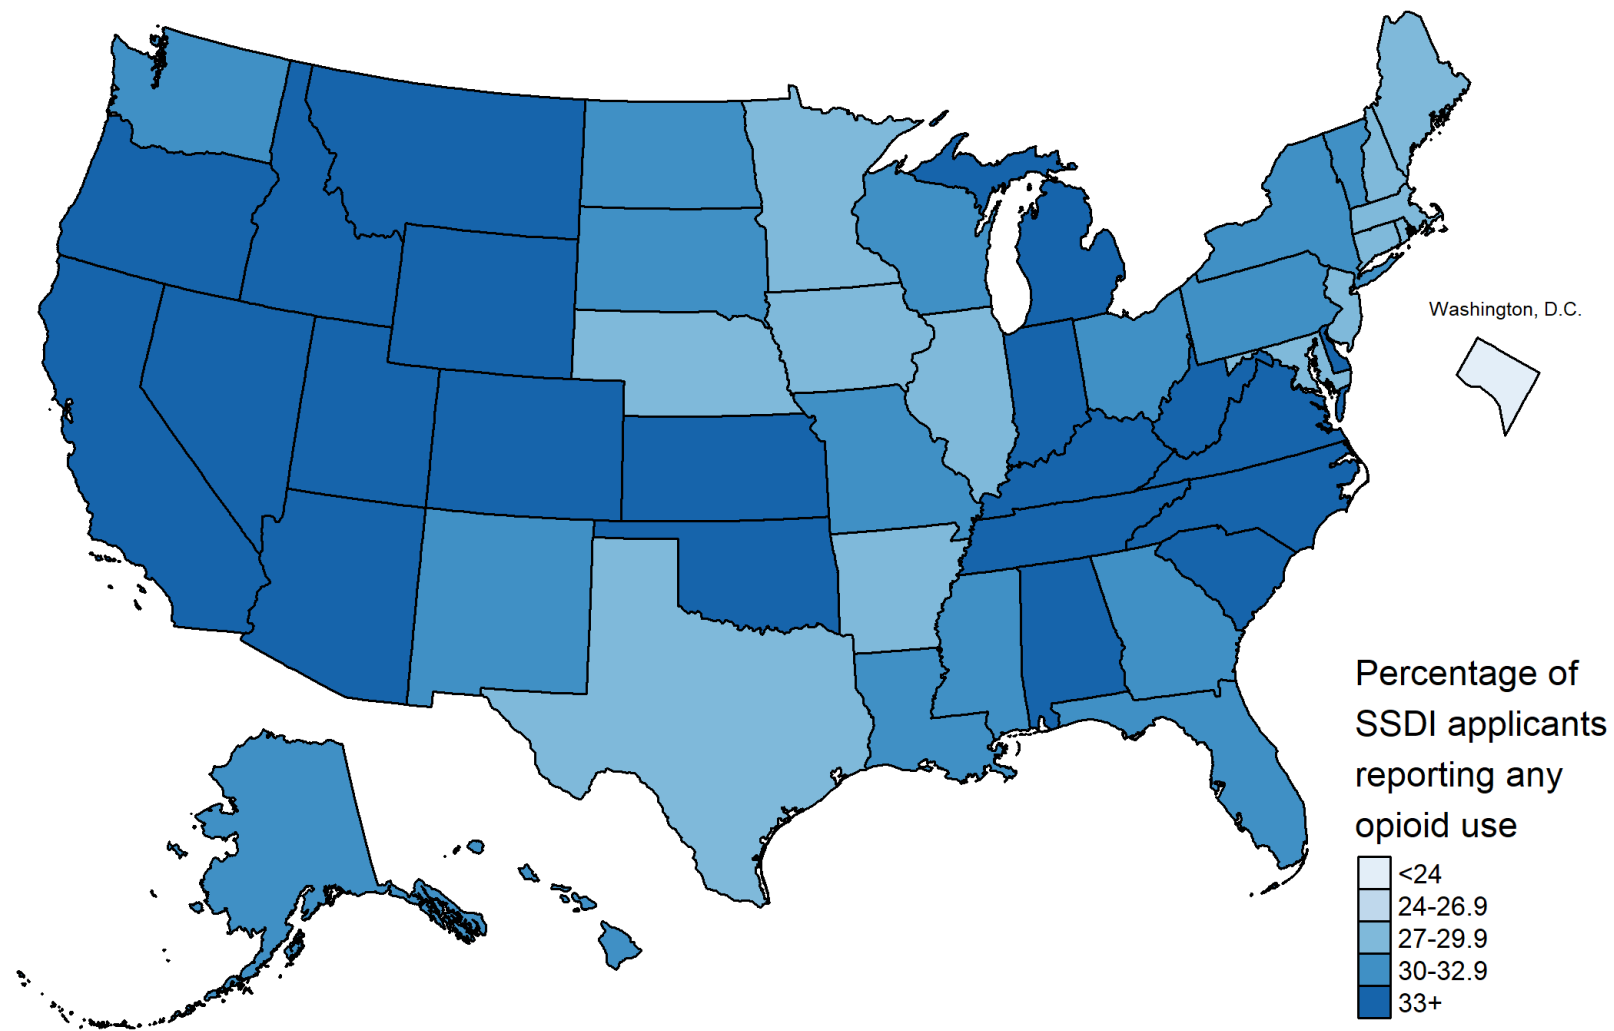 Washington, D.C.
Percentage of
SSDI applicants
reporting any
opioid use
<24
24-26.9
27-29.9
30-32.9
33+